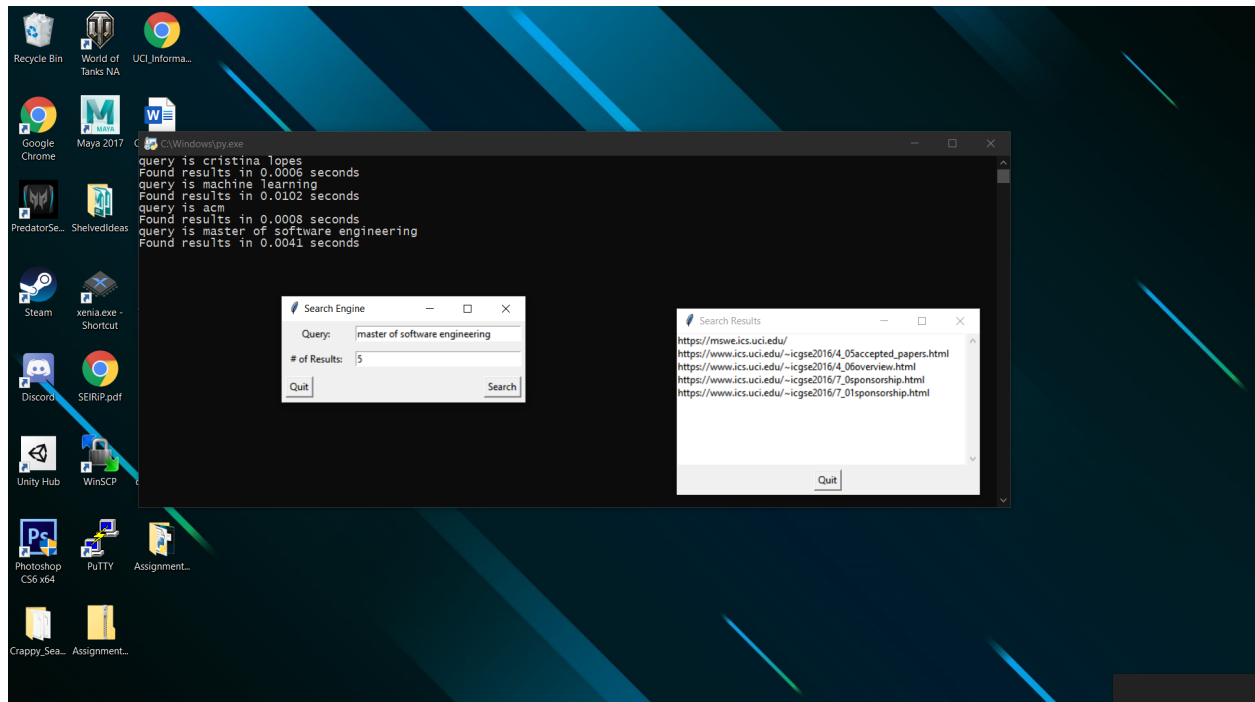 Recycle Bin
World of
Tanks NA
UCI_Informa...
Google
Chrome
MAYA
Maya 2017
W
C:\Windows\py.exe
query is cristina lopes
Found results in 0.0006 seconds
query is machine learning
Found results in 0.0102 seconds
query is acm
Found results in 0.0008 seconds
query is master of software engineering
Found results in 0.0041 seconds
PredatorSe...
ShelvedIdeas
Steam
xenia.exe -
Shortcut
Search Engine
Query: master of software engineering
# of Results: 5
Quit Search
Search Results
https://mswe.ics.uci.edu/
https://www.ics.uci.edu/~icgse2016/4_05accepted_papers.html
https://www.ics.uci.edu/~icgse2016/4_06overview.html
https://www.ics.uci.edu/~icgse2016/7_0sponsorship.html
https://www.ics.uci.edu/~icgse2016/7_01sponsorship.html
Quit
Discord
SEIRiP.pdf
Unity Hub
WinSCP
Ps
Photoshop
CS6 x64
PuTTY
Assignment...
Crappy_Sea...
Assignment...